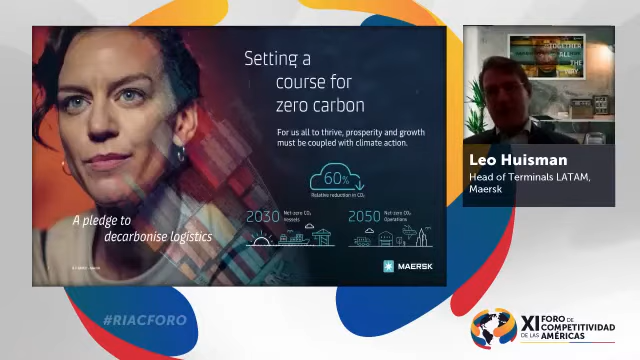 Setting a
course for
zero carbon
For us all to thrive, prosperity and growth
must be coupled with climate action.
60%
Relative reduction in CO₂
2030 Net-zero CO₂
Vessels
2050 Net-zero CO₂
Operations
A pledge to
decarbonise logistics
MAERSK
TOGETHER
ALL
THE
WAY
Leo Huisman
Head of Terminals LATAM,
Maersk
#RIACFORO
XI FORO DE
COMPETITIVIDAD
DE LAS AMÉRICAS